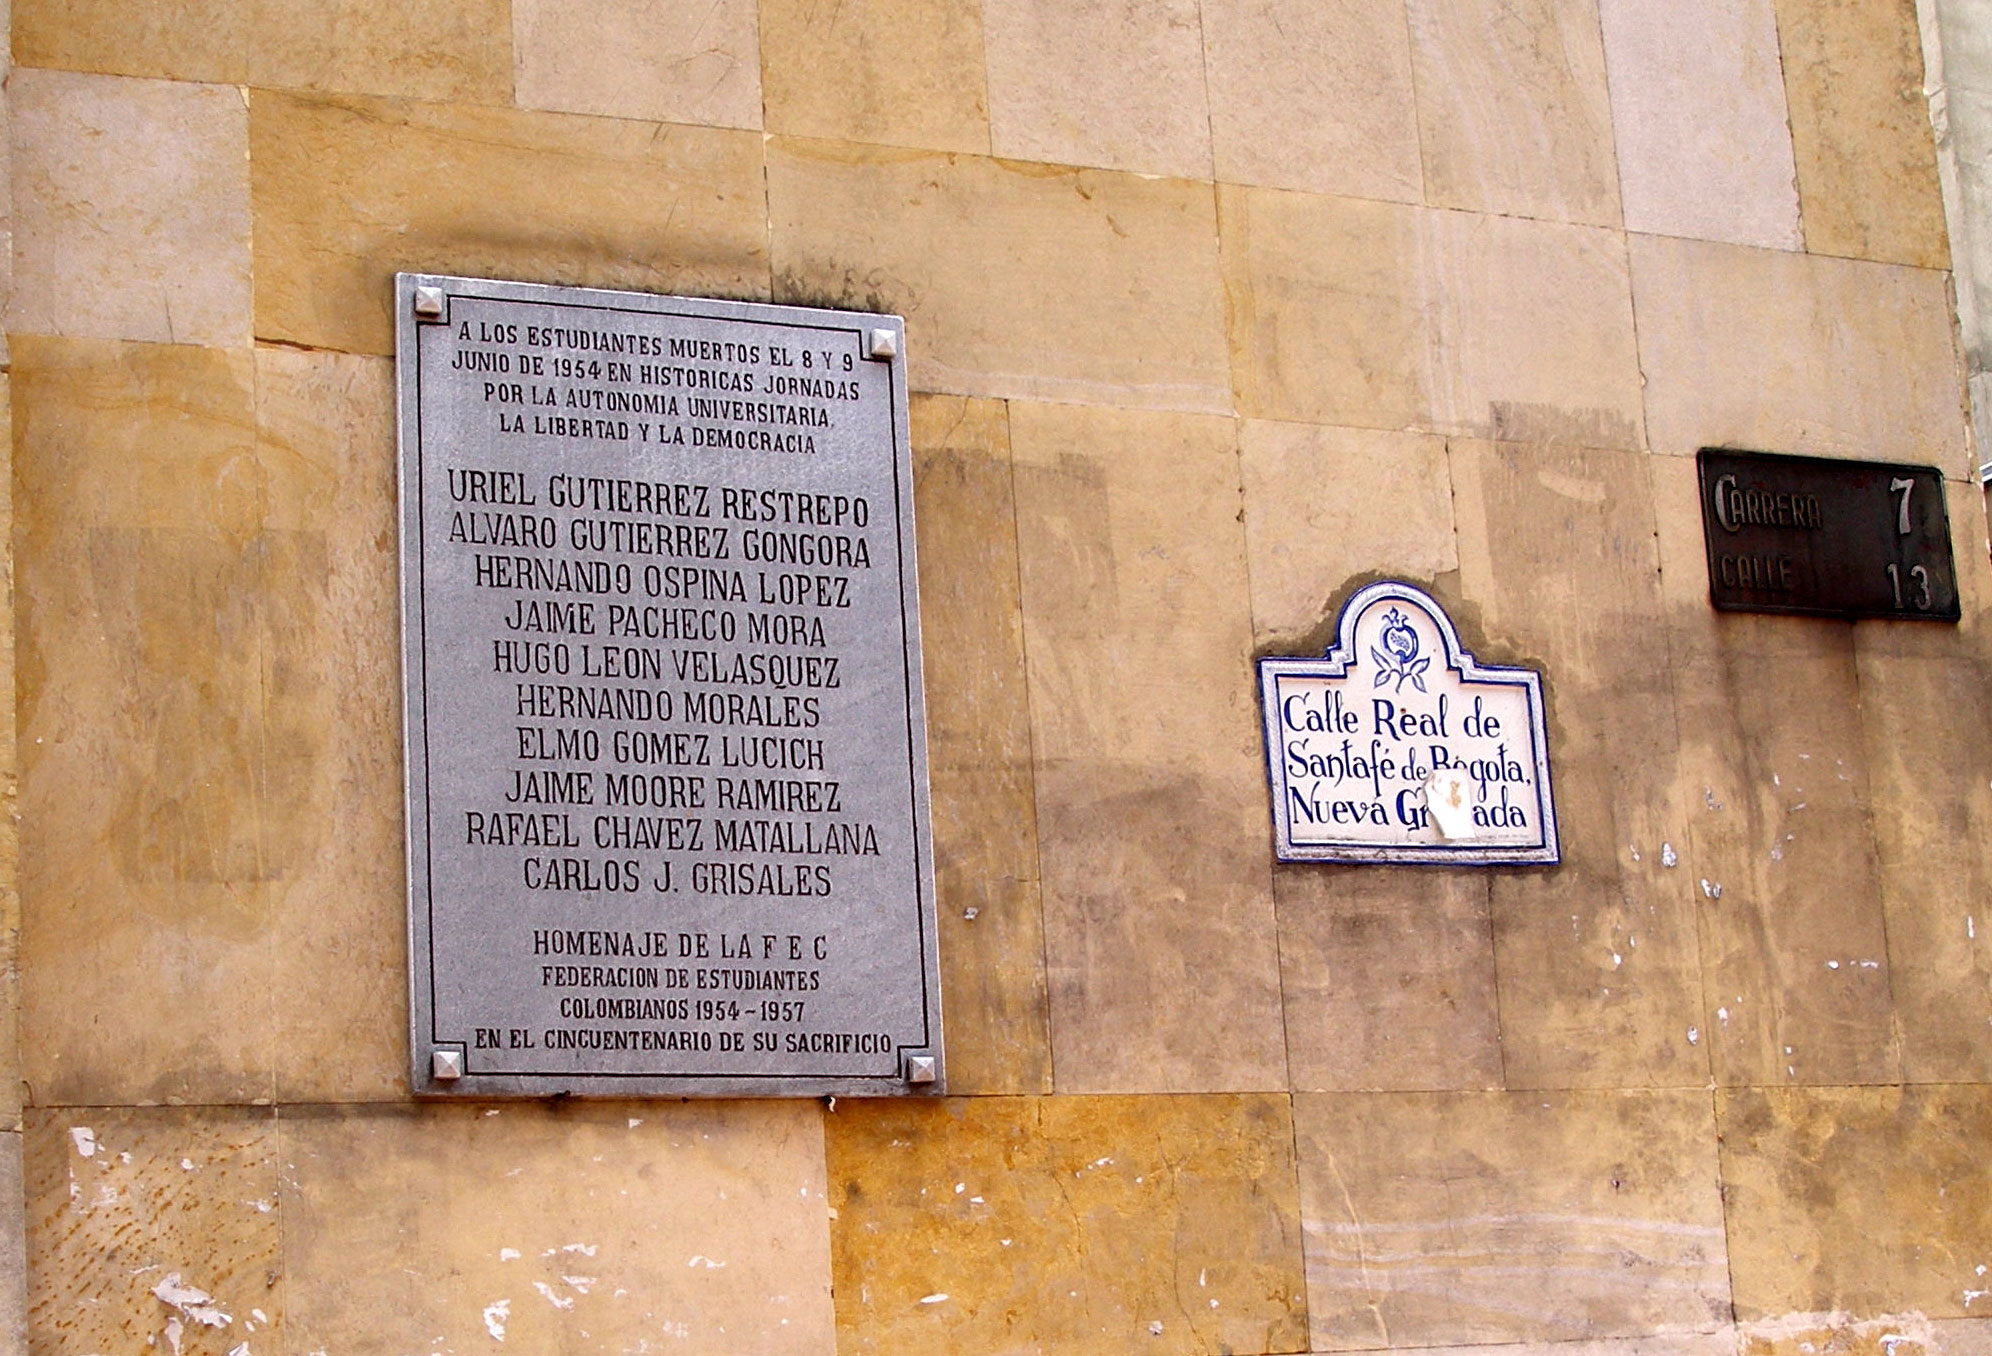 A LOS ESTUDIANTES MUERTOS EL 8 Y 9
JUNIO DE 1954 EN HISTORICAS JORNADAS
POR LA AUTONOMIA UNIVERSITARIA,
LA LIBERTAD Y LA DEMOCRACIA
URIEL GUTIERREZ RESTREPO
ALVARO GUTIERREZ GONGORA
HERNANDO OSPINA LOPEZ
JAIME PACHECO MORA
HUGO LEON VELASQUEZ
HERNANDO MORALES
ELMO GOMEZ LUCICH
JAIME MOORE RAMIREZ
RAFAEL CHAVEZ MATALLANA
CARLOS J. GRISALES
HOMENAJE DE LA F E C
FEDERACION DE ESTUDIANTES
COLOMBIANOS 1954-1957
EN EL CINCUENTENARIO DE SU SACRIFICIO
Calle Real de
Santafé de Bogota,
Nueva
CARRERA 7
CALLE 13